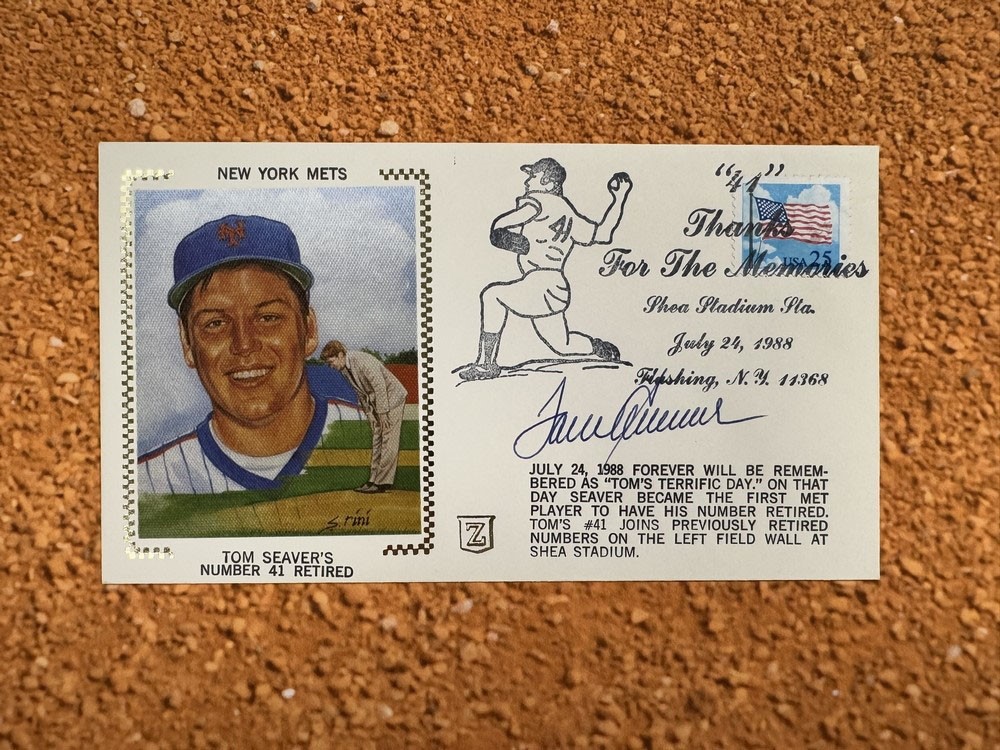 NEW YORK METS
S. rini
TOM SEAVER'S
NUMBER 41 RETIRED
41
"41"
Thanks
For The Memories
USA 25
Shea Stadium Sta.
July 24, 1988
Flushing, N.Y. 11368
Tom Seaver
JULY 24, 1988 FOREVER WILL BE REMEM-
BERED AS "TOM'S TERRIFIC DAY." ON THAT
DAY SEAVER BECAME THE FIRST MET
PLAYER TO HAVE HIS NUMBER RETIRED.
TOM'S #41 JOINS PREVIOUSLY RETIRED
NUMBERS ON THE LEFT FIELD WALL AT
SHEA STADIUM.
Z